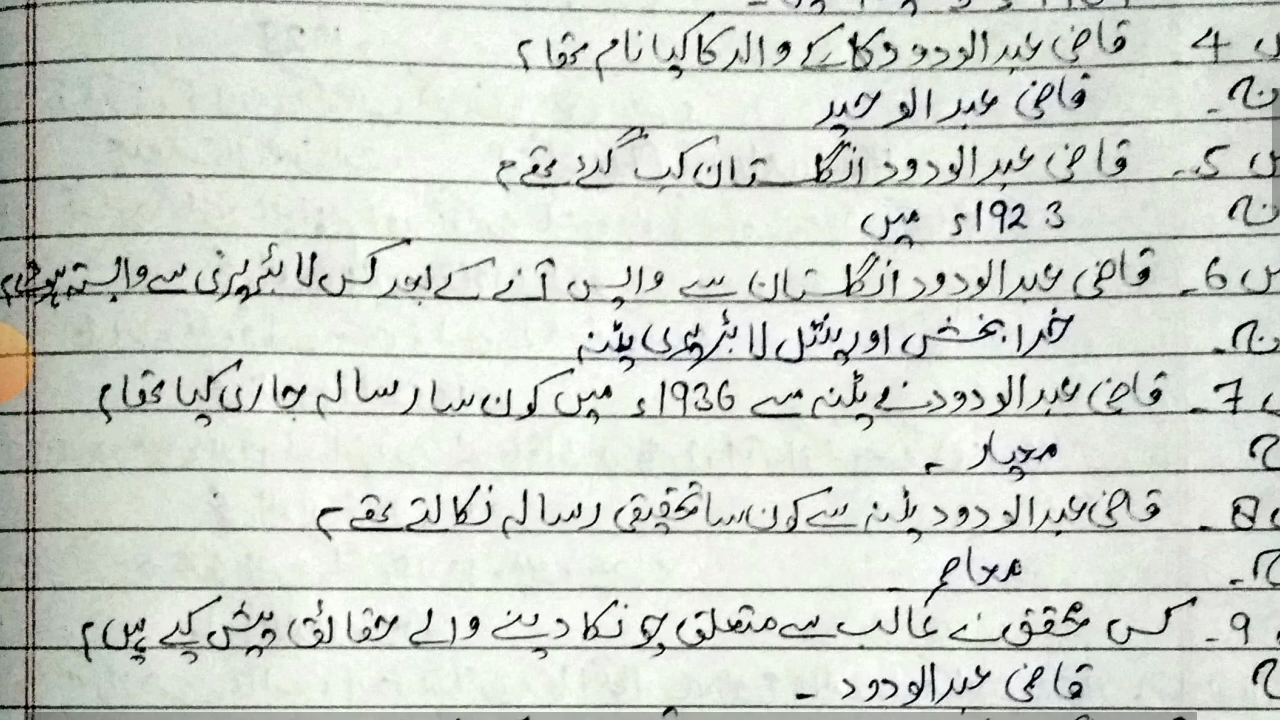 س 4۔ قاضی عبدالودود کا کے والد کا کیا نام تھا؟
ج۔ قاضی عبدالوحید
س 5۔ قاضی عبدالودود انگلستان کب گئے تھے؟
ج 1923ء میں
س 6۔ قاضی عبدالودود انگلستان سے واپس آنے کے بعد کس لائبریری سے وابستہ ہوئے؟
ج۔ خدا بخش اورینٹل لائبریری پٹنہ
7۔ قاضی عبدالودود نے پٹنہ سے 1936ء میں کون سا رسالہ جاری کیا تھا؟
ج معیار۔
8۔ قاضی عبدالودود پٹنہ سے کون سا تحقیقی رسالہ نکالتے تھے؟
ج۔ معاصر
9۔ کس محقق نے غالب سے متعلق چونکا دینے والے حقائق پیش کیے ہیں؟
ج قاضی عبدالودود۔